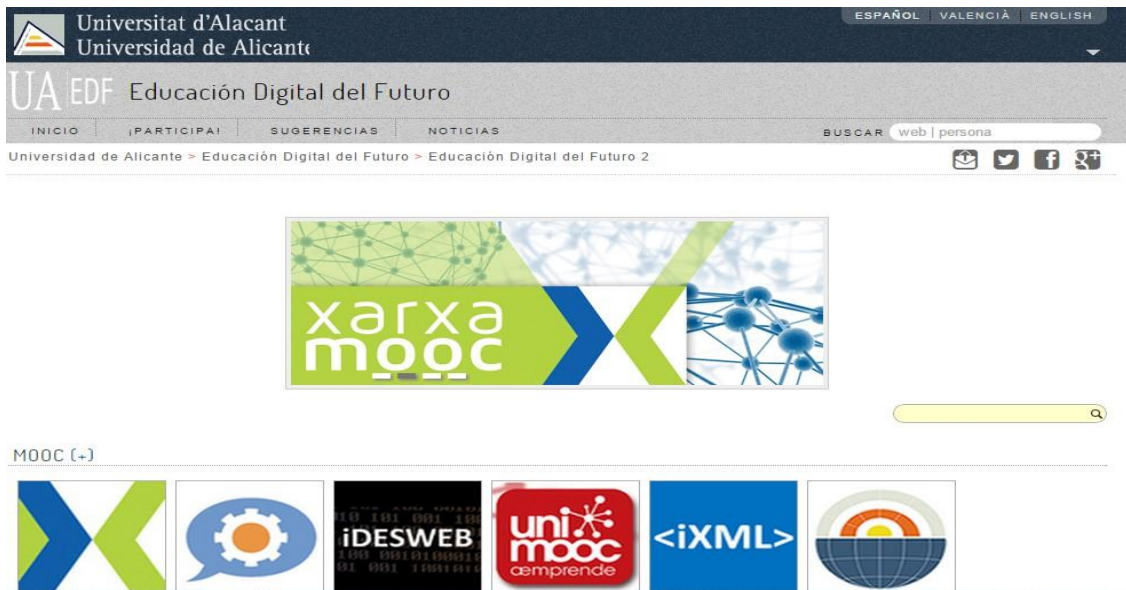 Universitat d'Alacant
Universidad de Alicante
ESPAÑOL VALENCIÀ ENGLISH
UA EDF Educación Digital del Futuro
INICIO ¡PARTICIPA! SUGERENCIAS NOTICIAS
BUSCAR web | persona
Universidad de Alicante > Educación Digital del Futuro > Educación Digital del Futuro 2
xarxa
mooc
MOOC (+)
iDESWEB
uni
mooc
æmprende
<iXML>